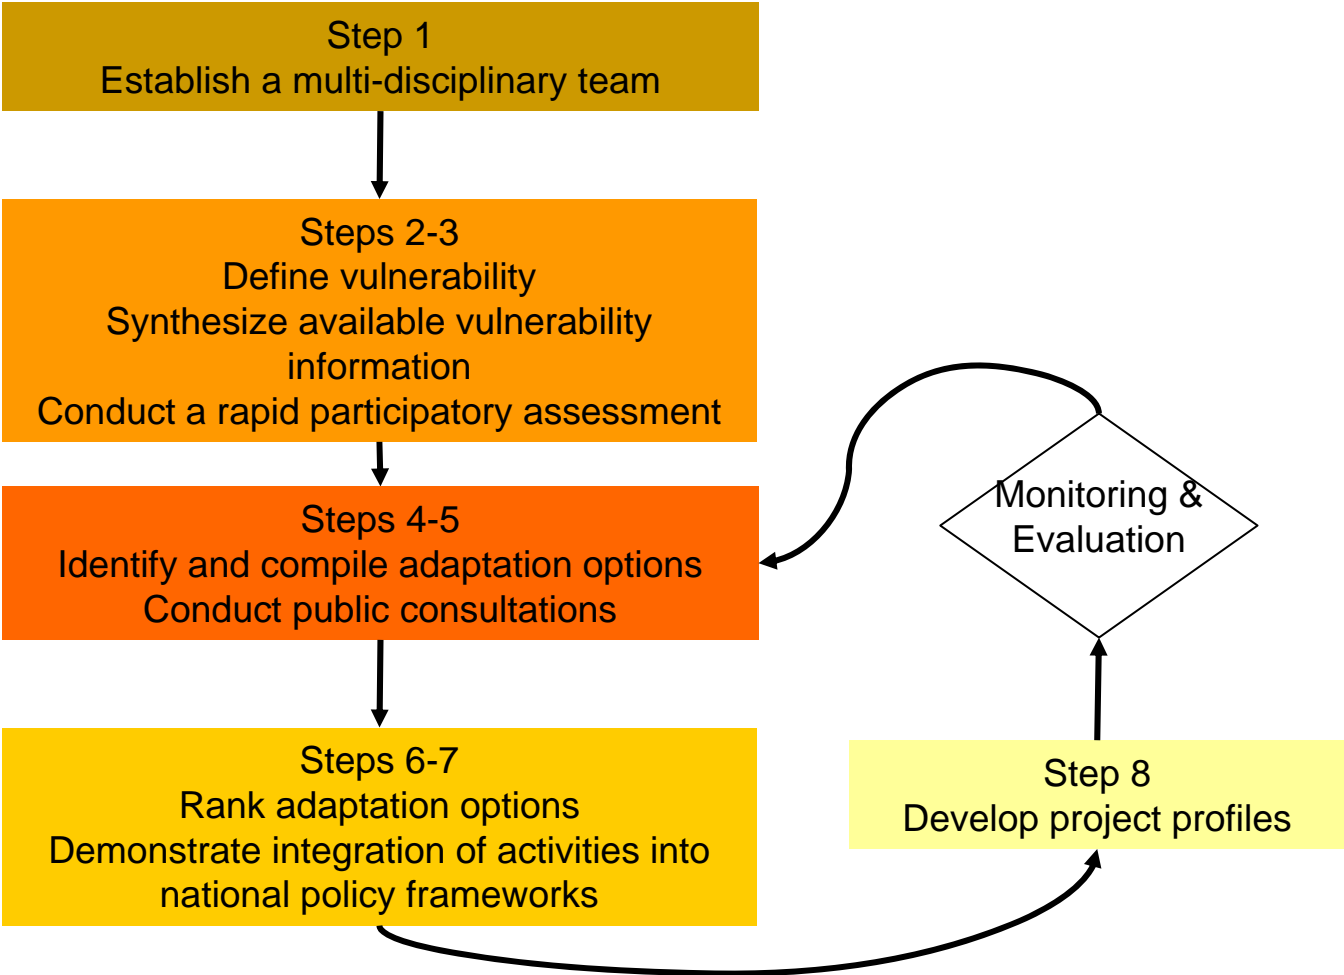 Step 1
Establish a multi-disciplinary team
Steps 2-3
Define vulnerability
Synthesize available vulnerability
information
Conduct a rapid participatory assessment
Steps 4-5
Identify and compile adaptation options
Conduct public consultations
Steps 6-7
Rank adaptation options
Demonstrate integration of activities into
national policy frameworks
Step 8
Develop project profiles
Monitoring &
Evaluation